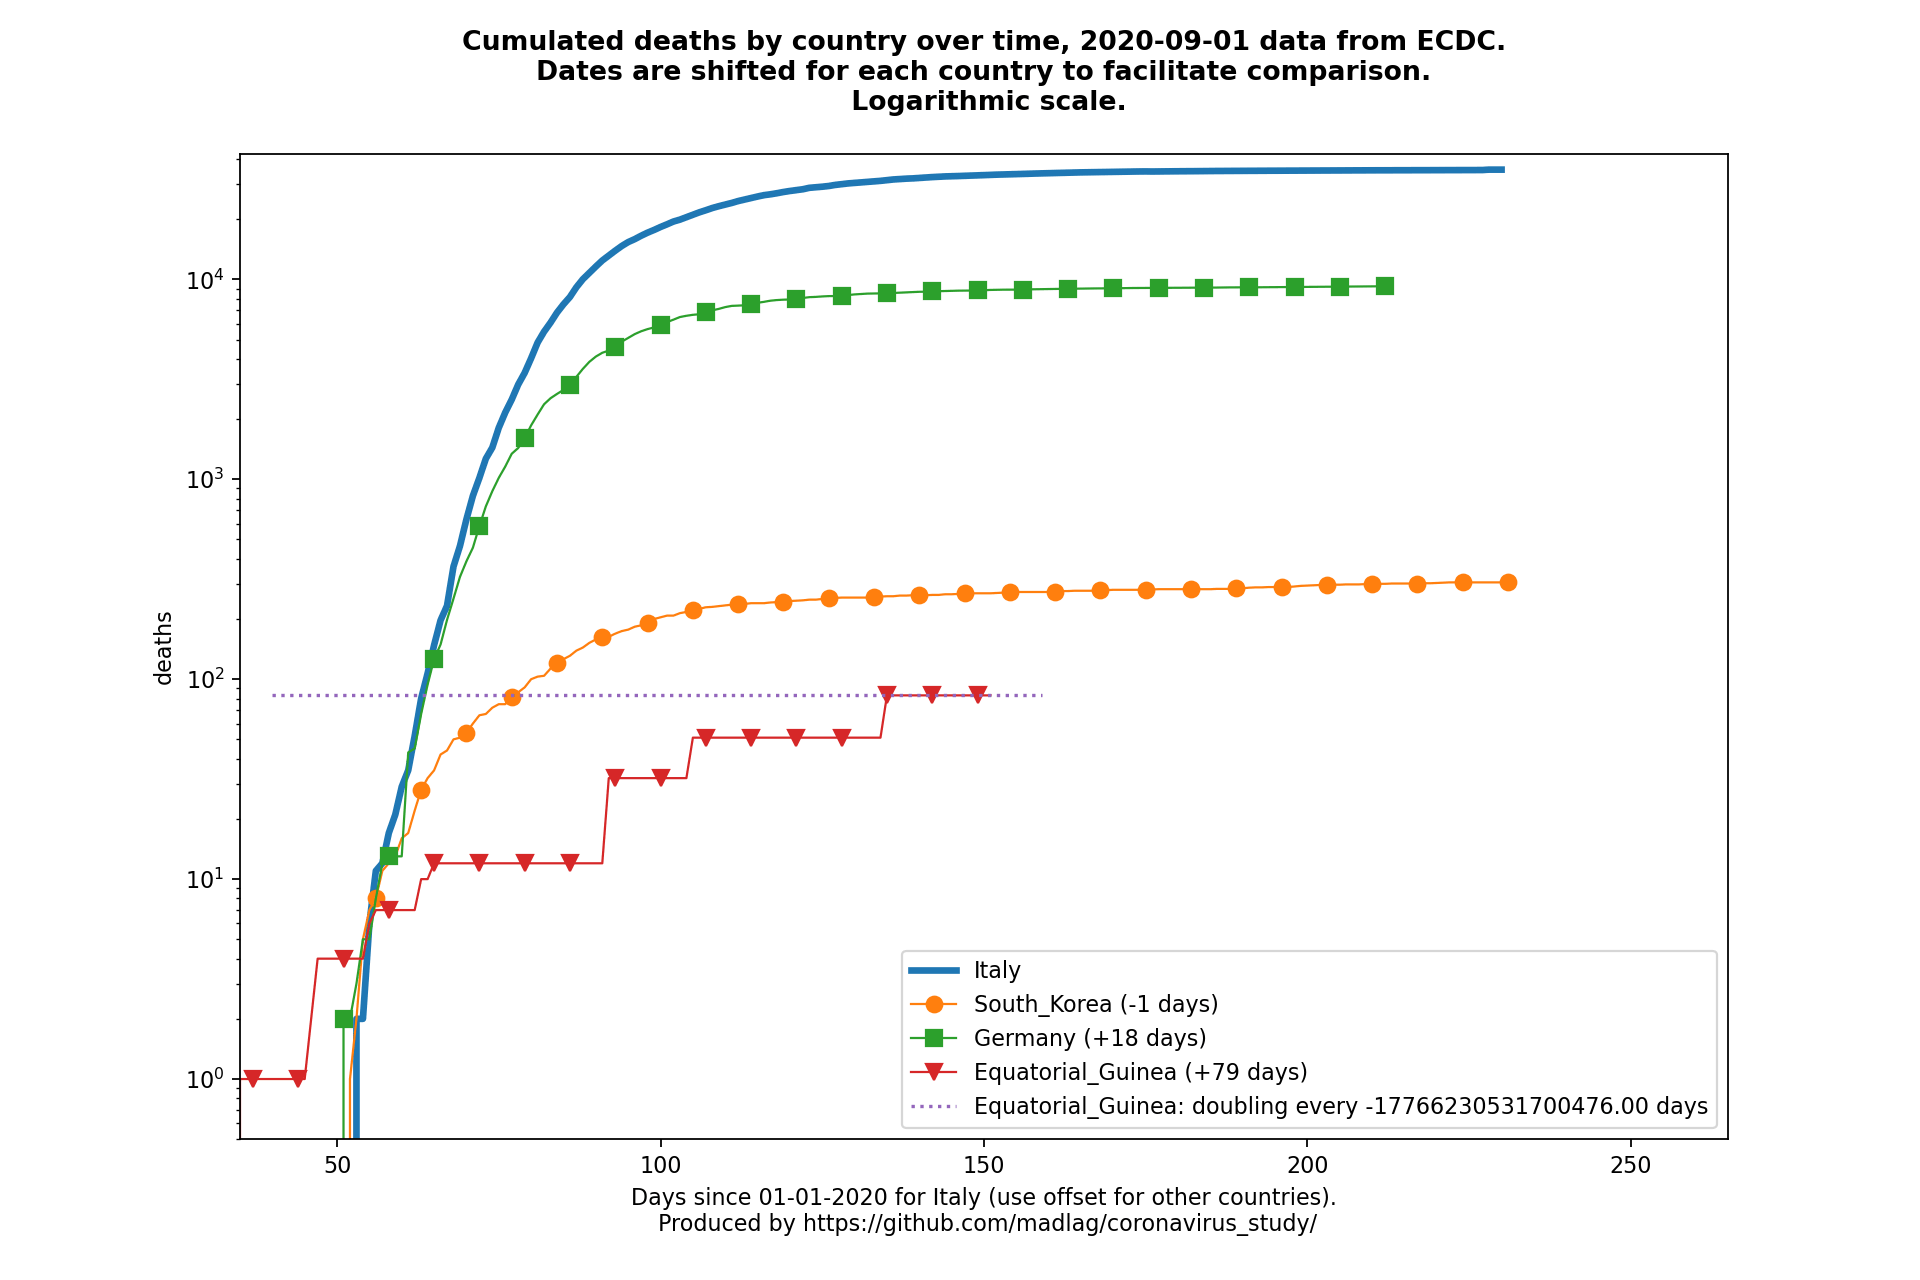 Cumulated deaths by country over time, 2020-09-01 data from ECDC.
Dates are shifted for each country to facilitate comparison.
Logarithmic scale.
10⁴
10³
10²
10¹
10⁰
deaths
Italy
South_Korea (-1 days)
Germany (+18 days)
Equatorial_Guinea (+79 days)
Equatorial_Guinea: doubling every -17766230531700476.00 days
50 100 150 200 250
Days since 01-01-2020 for Italy (use offset for other countries).
Produced by https://github.com/madlag/coronavirus_study/